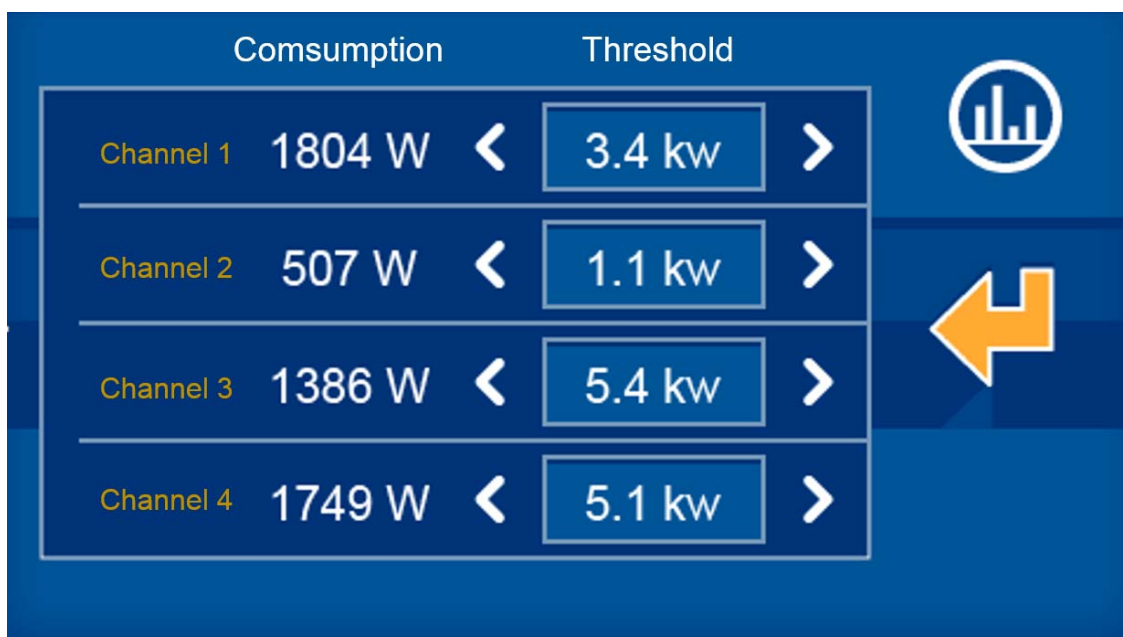 Comsumption Threshold
Channel 1 1804 W 3.4 kw
Channel 2 507 W 1.1 kw
Channel 3 1386 W 5.4 kw
Channel 4 1749 W 5.1 kw